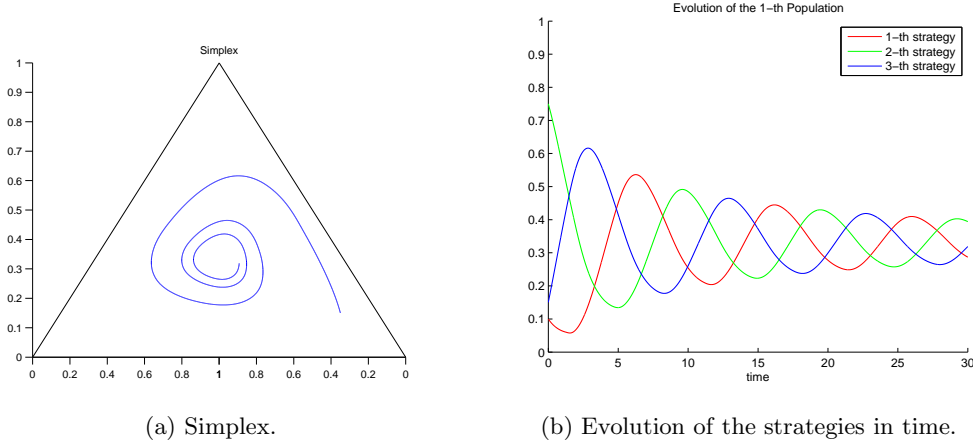 Simplex
1
0.9
0.8
0.7
0.6
0.5
0.4
0.3
0.2
0.1
0
0 0.2 0.4 0.6 0.8 1 0.8 0.6 0.4 0.2 0
(a) Simplex.
Evolution of the 1−th Population
1
0.9
0.8
0.7
0.6
0.5
0.4
0.3
0.2
0.1
0
0 5 10 15 20 25 30
time
1−th strategy
2−th strategy
3−th strategy
(b) Evolution of the strategies in time.